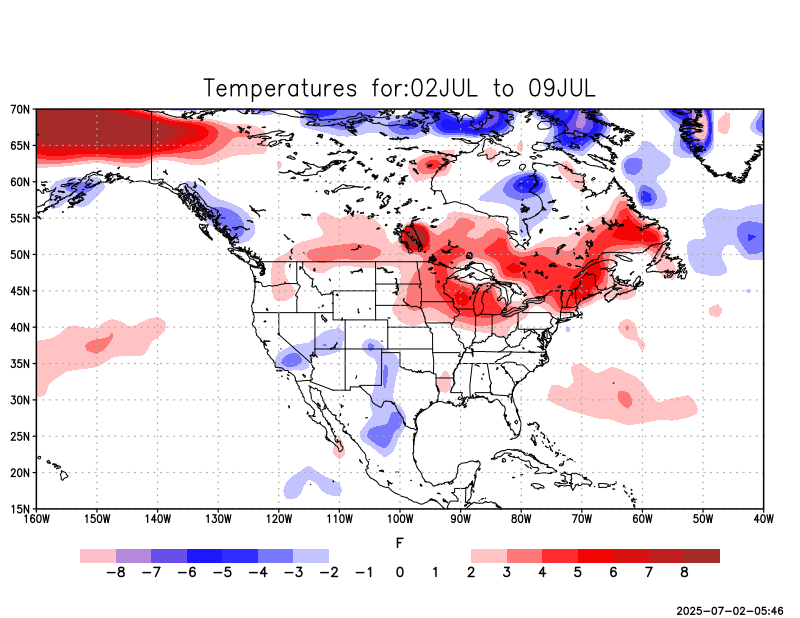 Temperatures for:02JUL to 09JUL
70N
65N
60N
55N
50N
45N
40N
35N
30N
25N
20N
15N
160W 150W 140W 130W 120W 110W 100W 90W 80W 70W 60W 50W 40W
F
-8 -7 -6 -5 -4 -3 -2 -1 0 1 2 3 4 5 6 7 8
2025-07-02-05:46